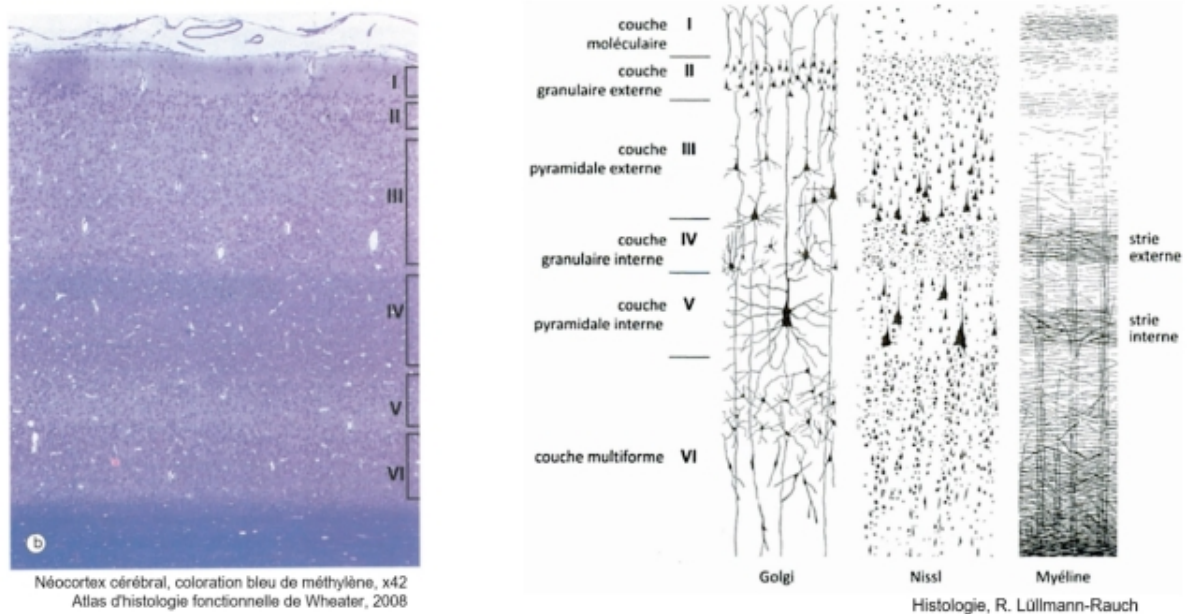 I
II
III
IV
V
VI
b
Néocortex cérébral, coloration bleu de méthylène, x42
Atlas d'histologie fonctionnelle de Wheater, 2008
couche
moléculaire
I
couche
granulaire externe
II
couche
pyramidale externe
III
couche
granulaire interne
IV
couche
pyramidale interne
V
couche multiforme VI
strie
externe
strie
interne
Golgi
Nissl
Myéline
Histologie, R. Lüllmann-Rauch